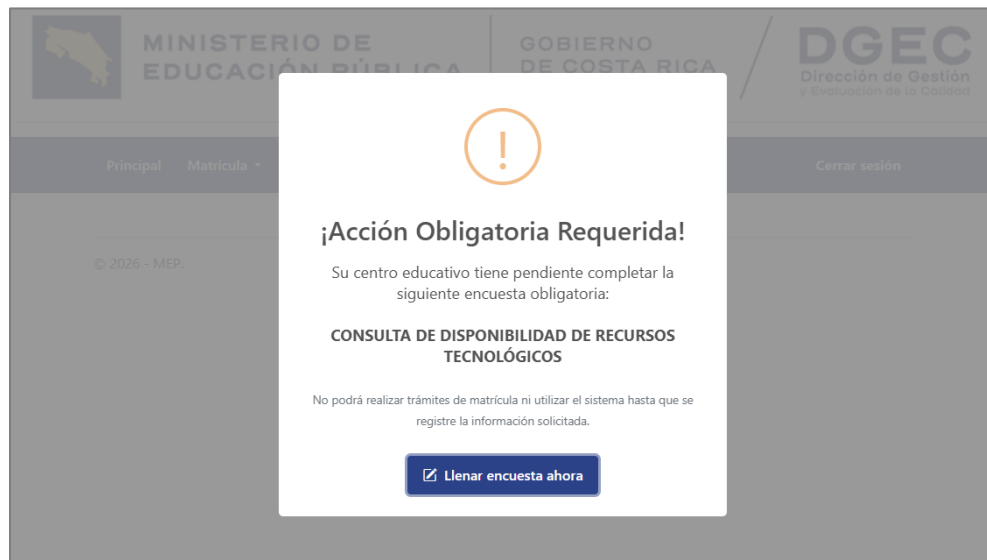 MINISTERIO DE
EDUCACIÓN PÚBLICA
GOBIERNO
DE COSTA RICA
DGEC
Dirección de Gestión
y Evaluación de la Calidad
Principal Matrícula
Cerrar sesión
¡Acción Obligatoria Requerida!
Su centro educativo tiene pendiente completar la
siguiente encuesta obligatoria:
CONSULTA DE DISPONIBILIDAD DE RECURSOS
TECNOLÓGICOS
No podrá realizar trámites de matrícula ni utilizar el sistema hasta que se
registre la información solicitada.
Llenar encuesta ahora
© 2026 - MEP.